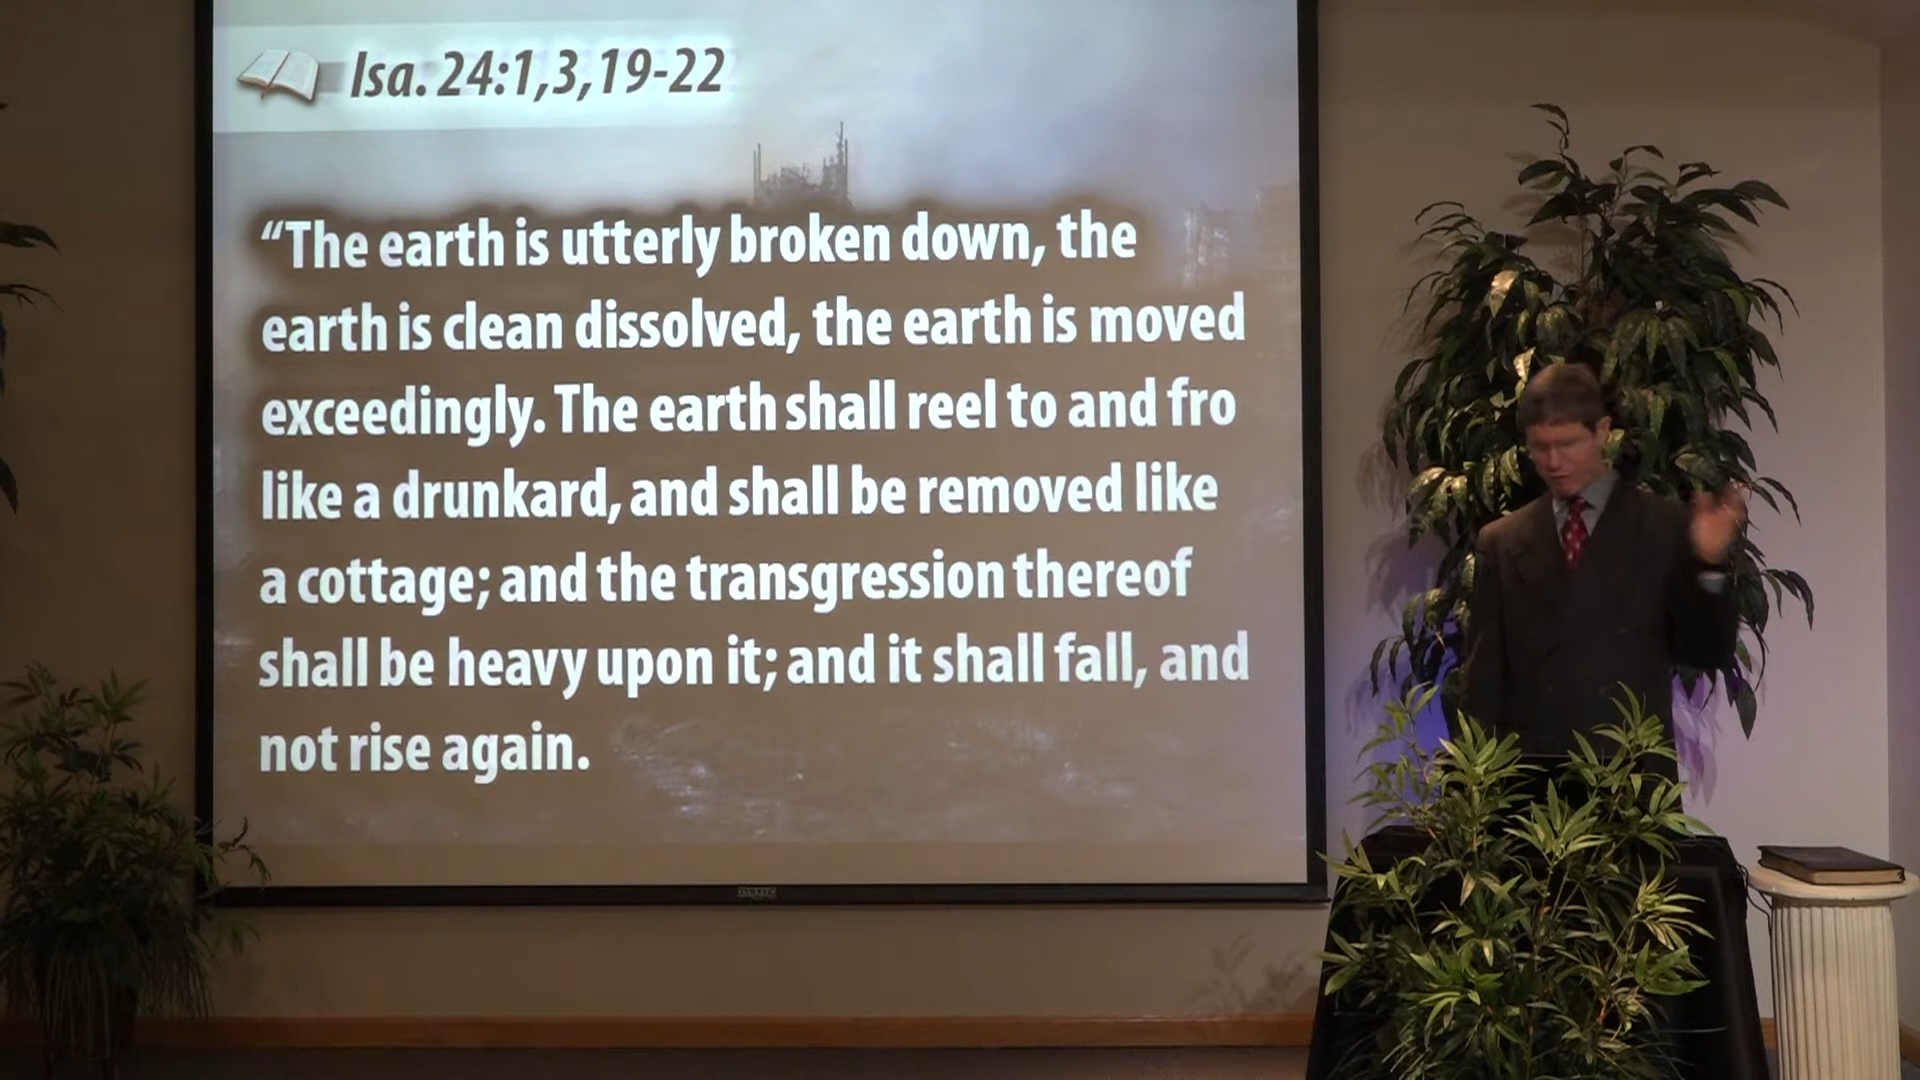 Isa. 24:1,3,19-22
“The earth is utterly broken down, the
earth is clean dissolved, the earth is moved
exceedingly. The earth shall reel to and fro
like a drunkard, and shall be removed like
a cottage; and the transgression thereof
shall be heavy upon it; and it shall fall, and
not rise again.